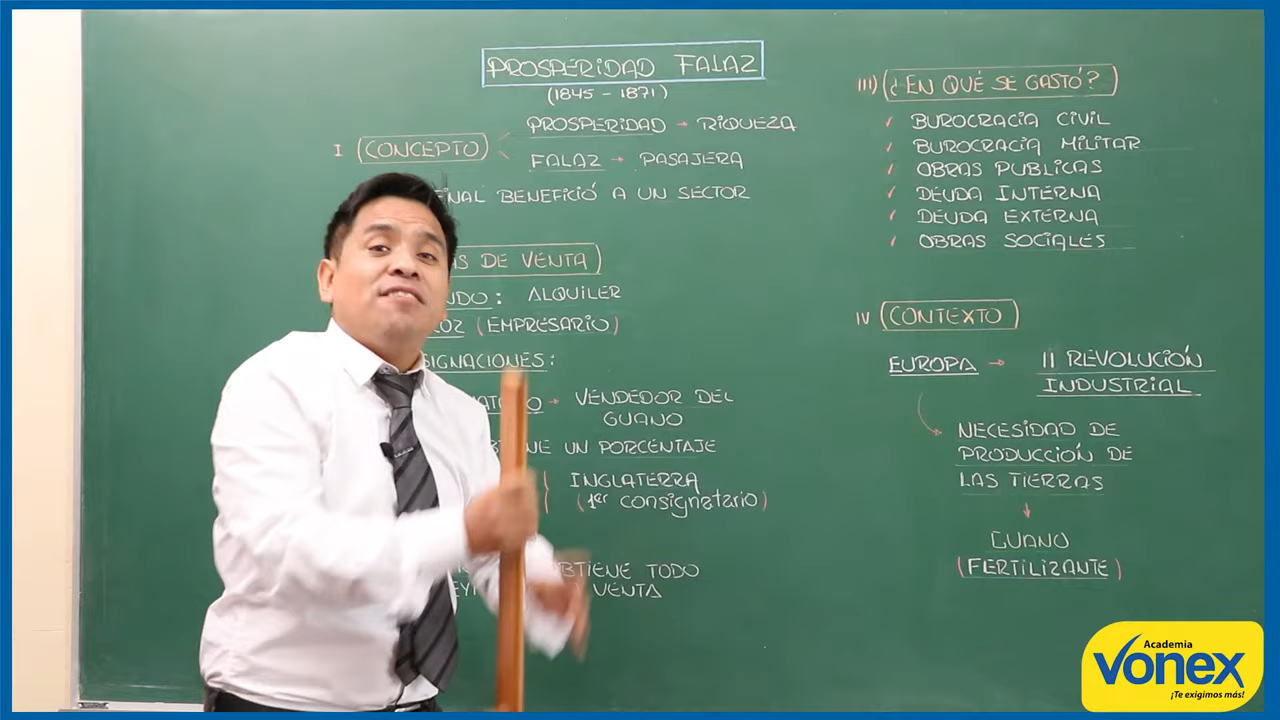 PROSPERIDAD FALAZ
(1845 - 1871)
I (CONCEPTO)
PROSPERIDAD → RIQUEZA
FALAZ → PASAJERA
BENEFICIÓ A UN SECTOR
DE VENTA)
: ALQUILER
(EMPRESARIO)
:
→ VENDEDOR DEL
GUANO
UN PORCENTAJE
INGLATERRA
(1er consignatario)
TODO
VENTA
III) (¿EN QUÉ SE GASTÓ?)
✓ BUROCRACIA CIVIL
✓ BUROCRACIA MILITAR
✓ OBRAS PUBLICAS
✓ DEUDA INTERNA
✓ DEUDA EXTERNA
✓ OBRAS SOCIALES
IV (CONTEXTO)
EUROPA → II REVOLUCIÓN
INDUSTRIAL
NECESIDAD DE
PRODUCCIÓN DE
LAS TIERRAS
↓
GUANO
(FERTILIZANTE)
Academia
Vonex
¡Te exigimos más!